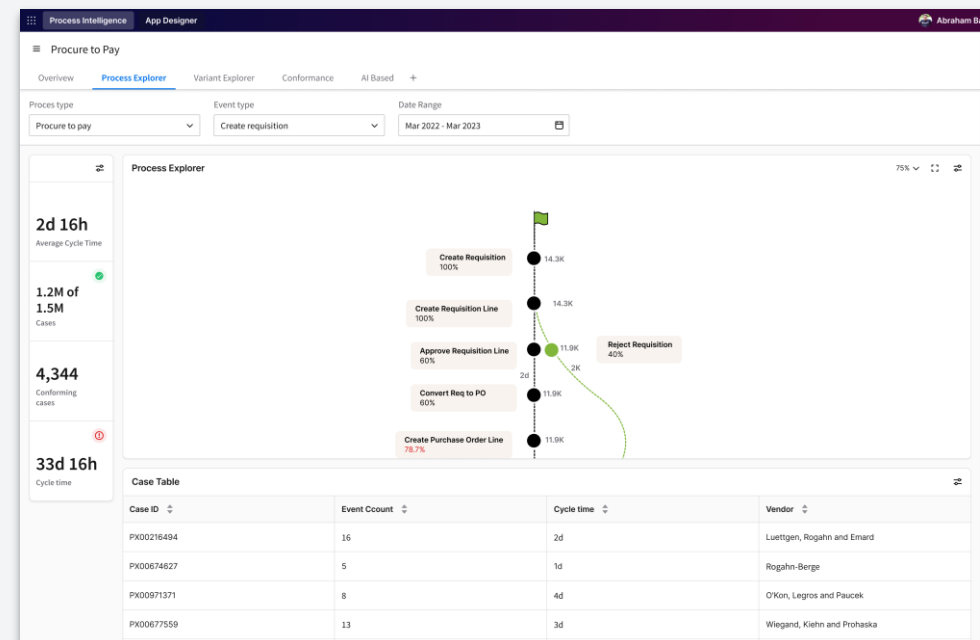 Process Intelligence App Designer Abraham
Procure to Pay
Overivew Process Explorer Variant Explorer Conformance AI Based +
Proces type Event type Date Range
Procure to pay Create requisition Mar 2022 - Mar 2023
2d 16h
Average Cycle Time
1.2M of
1.5M
Cases
4,344
Conforming
cases
33d 16h
Cycle time
Process Explorer 75%
Create Requisition
100%
14.3K
Create Requisition Line
100%
14.3K
Approve Requisition Line
60%
11.9K
Reject Requisition
40%
2d
2K
Convert Req to PO
60%
11.9K
Create Purchase Order Line
78.7%
11.9K
Case Table
Case ID Event Ccount Cycle time Vendor
PX00216494 16 2d Luettgen, Rogahn and Emard
PX00674627 5 1d Rogahn-Berge
PX00971371 8 4d O'Kon, Legros and Paucek
PX00677559 13 3d Wiegand, Kiehn and Prohaska